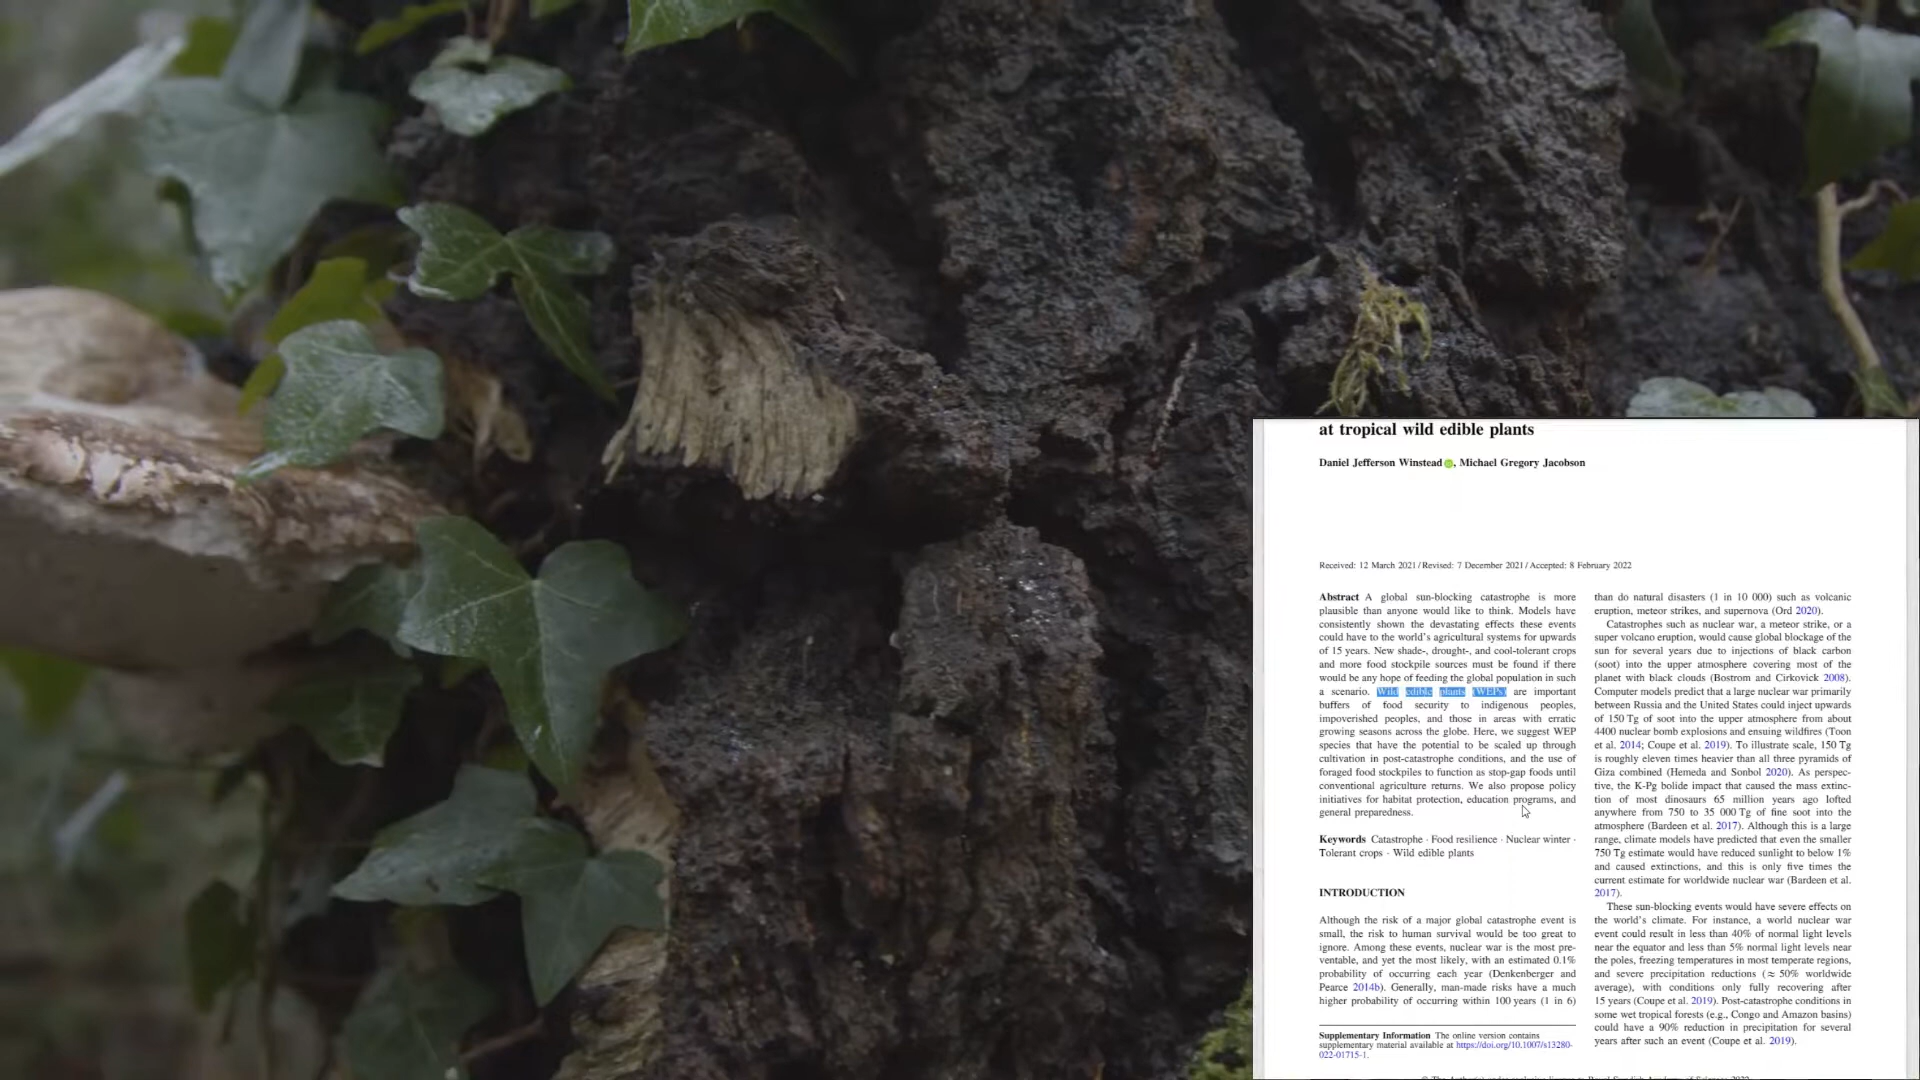 at tropical wild edible plants
Daniel Jefferson Winstead, Michael Gregory Jacobson
Received: 12 March 2021 / Revised: 7 December 2021 / Accepted: 8 February 2022
Abstract A global sun-blocking catastrophe is more
plausible than anyone would like to think. Models have
consistently shown the devastating effects these events
could have to the world's agricultural systems for upwards
of 15 years. New shade-, drought-, and cool-tolerant crops
and more food stockpile sources must be found if there
would be any hope of feeding the global population in such
a scenario. Wild edible plants (WEPs) are important
buffers of food security to indigenous peoples,
impoverished peoples, and those in areas with erratic
growing seasons across the globe. Here, we suggest WEP
species that have the potential to be scaled up through
cultivation in post-catastrophe conditions, and the use of
foraged food stockpiles to function as stop-gap foods until
conventional agriculture returns. We also propose policy
initiatives for habitat protection, education programs, and
general preparedness.
Keywords Catastrophe · Food resilience · Nuclear winter ·
Tolerant crops · Wild edible plants
INTRODUCTION
Although the risk of a major global catastrophe event is
small, the risk to human survival would be too great to
ignore. Among these events, nuclear war is the most pre-
ventable, and yet the most likely, with an estimated 0.1%
probability of occurring each year (Denkenberger and
Pearce 2014b). Generally, man-made risks have a much
higher probability of occurring within 100 years (1 in 6)
Supplementary Information The online version contains
supplementary material available at https://doi.org/10.1007/s13280-
022-01715-1.
than do natural disasters (1 in 10 000) such as volcanic
eruption, meteor strikes, and supernova (Ord 2020).
Catastrophes such as nuclear war, a meteor strike, or a
super volcano eruption, would cause global blockage of the
sun for several years due to injections of black carbon
(soot) into the upper atmosphere covering most of the
planet with black clouds (Bostrom and Cirkovick 2008).
Computer models predict that a large nuclear war primarily
between Russia and the United States could inject upwards
of 150 Tg of soot into the upper atmosphere from about
4400 nuclear bomb explosions and ensuing wildfires (Toon
et al. 2014; Coupe et al. 2019). To illustrate scale, 150 Tg
is roughly eleven times heavier than all three pyramids of
Giza combined (Hemeda and Sonbol 2020). As perspec-
tive, the K-Pg bolide impact that caused the mass extinc-
tion of most dinosaurs 65 million years ago lofted
anywhere from 750 to 35 000 Tg of fine soot into the
atmosphere (Bardeen et al. 2017). Although this is a large
range, climate models have predicted that even the smaller
750 Tg estimate would have reduced sunlight to below 1%
and caused extinctions, and this is only five times the
current estimate for worldwide nuclear war (Bardeen et al.
2017).
These sun-blocking events would have severe effects on
the world's climate. For instance, a world nuclear war
event could result in less than 40% of normal light levels
near the equator and less than 5% normal light levels near
the poles, freezing temperatures in most temperate regions,
and severe precipitation reductions (≈ 50% worldwide
average), with conditions only fully recovering after
15 years (Coupe et al. 2019). Post-catastrophe conditions in
some wet tropical forests (e.g., Congo and Amazon basins)
could have a 90% reduction in precipitation for several
years after such an event (Coupe et al. 2019).